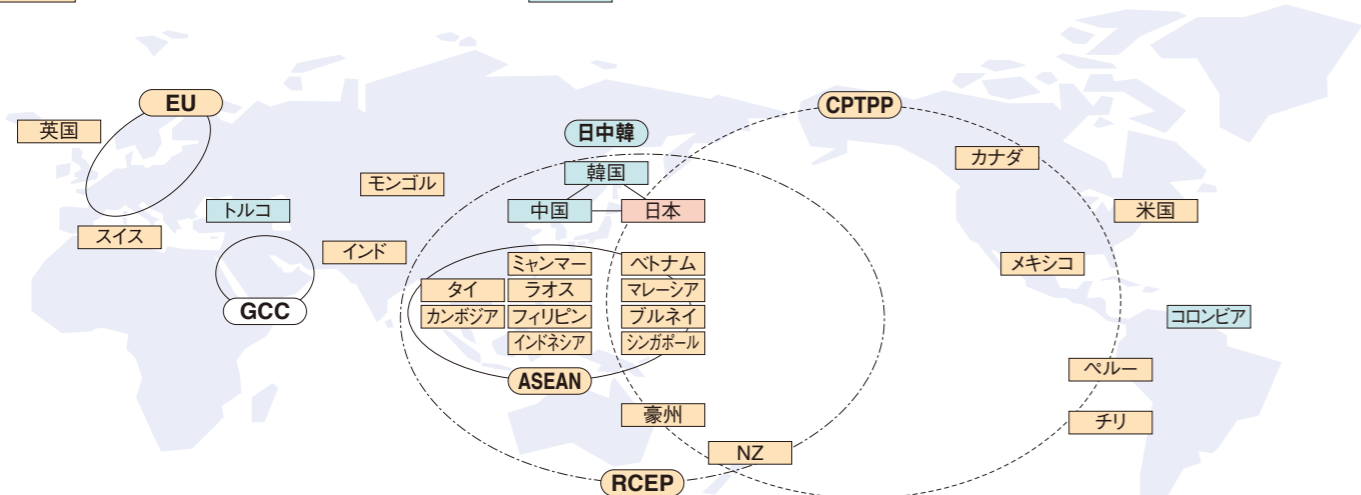 EU
CPTPP
英国
日中韓
カナダ
韓国
モンゴル
トルコ
中国
日本
米国
スイス
インド
ミャンマー
ベトナム
メキシコ
タイ
ラオス
マレーシア
GCC
カンボジア
フィリピン
ブルネイ
コロンビア
インドネシア
シンガポール
ASEAN
ペルー
豪州
チリ
NZ
RCEP